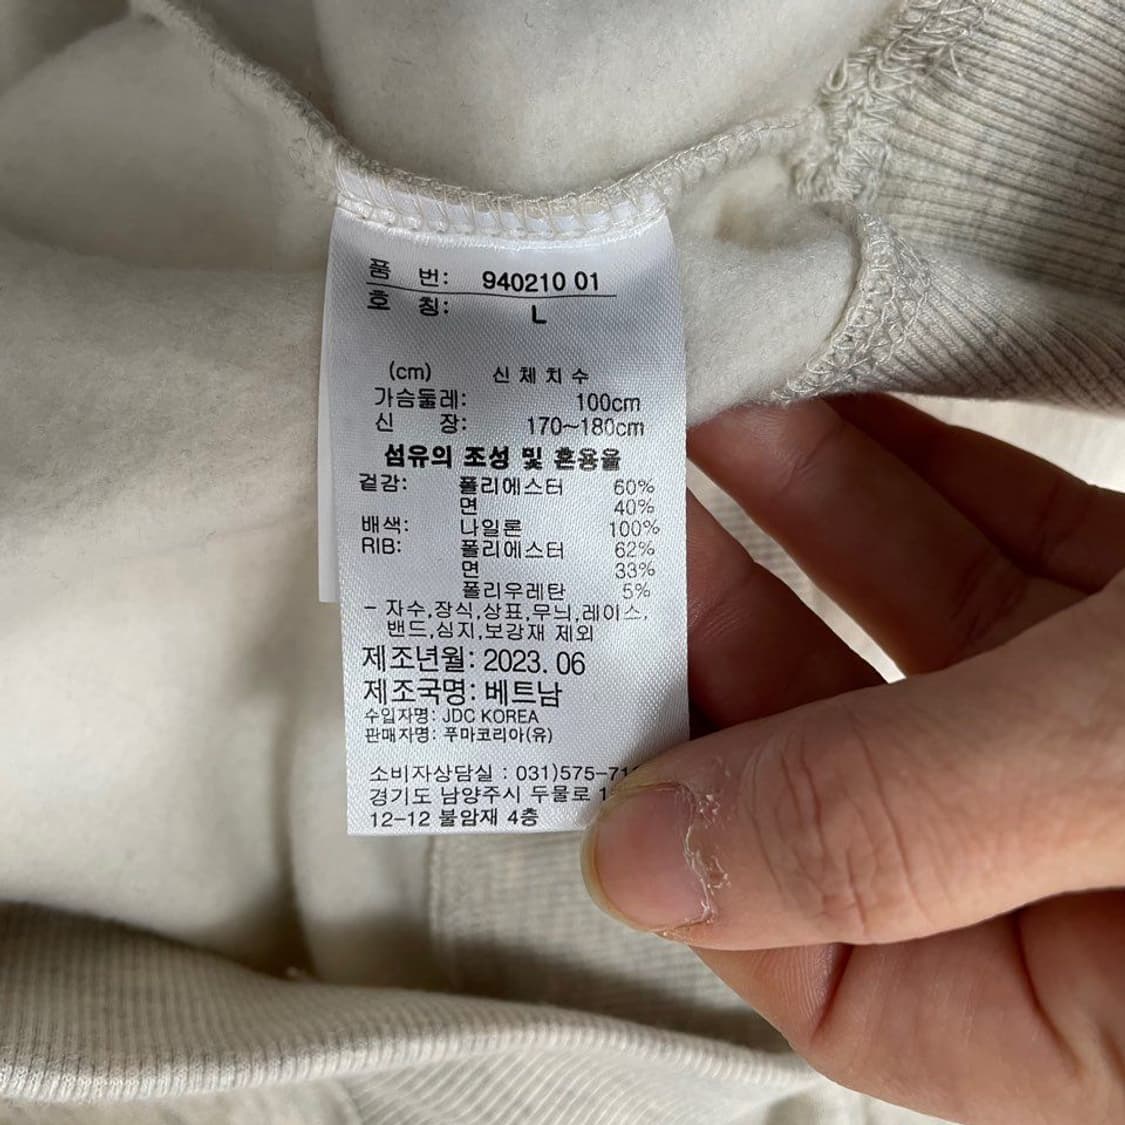 품 번: 940210 01
호 칭: L
(cm) 신 체 치 수
가슴둘레: 100cm
신 장: 170~180cm
섬유의 조성 및 혼용율
겉감: 폴리에스터 60%
면 40%
배색: 나일론 100%
RIB: 폴리에스터 62%
면 33%
폴리우레탄 5%
- 자수,장식,상표,무늬,레이스,
밴드,심지,보강재 제외
제조년월: 2023. 06
제조국명: 베트남
수입자명: JDC KOREA
판매자명: 푸마코리아(유)
소비자상담실 : 031)575-71
경기도 남양주시 두물로
12-12 불암재 4층